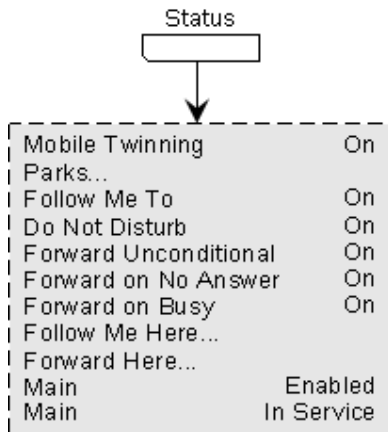 Status
Mobile Twinning On
Parks...
Follow Me To On
Do Not Disturb On
Forward Unconditional On
Forward on No Answer On
Forward on Busy On
Follow Me Here...
Forward Here...
Main Enabled
Main In Service